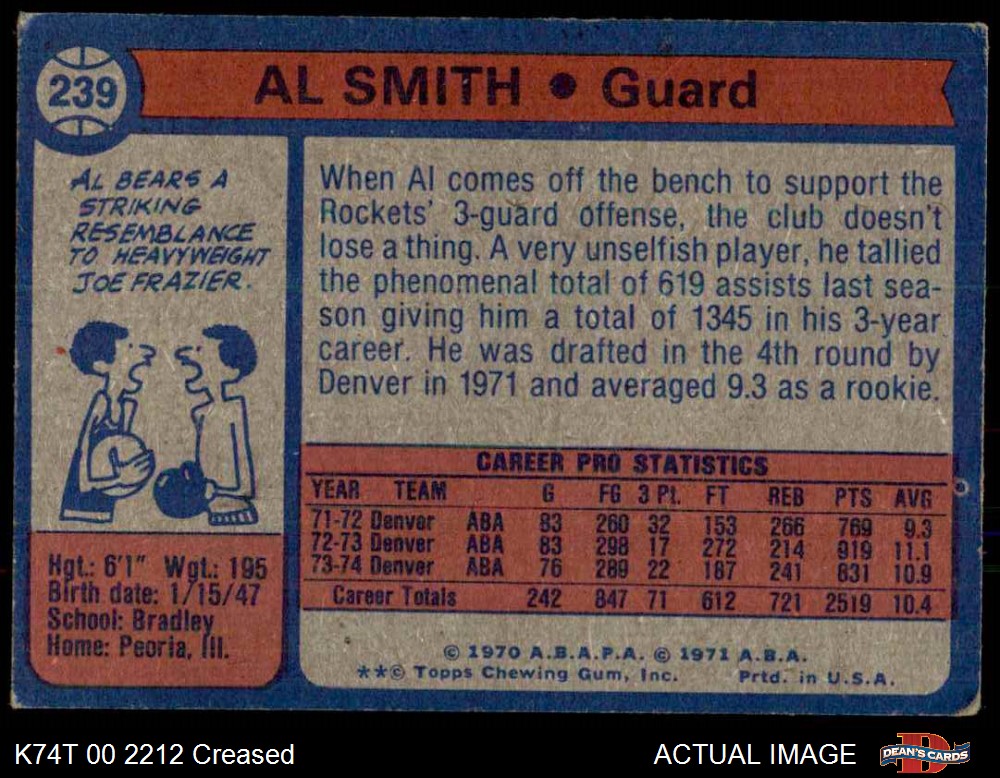 239
AL SMITH • Guard
AL BEARS A
STRIKING
RESEMBLANCE
TO HEAVYWEIGHT
JOE FRAZIER.
When Al comes off the bench to support the
Rockets' 3-guard offense, the club doesn't
lose a thing. A very unselfish player, he tallied
the phenomenal total of 619 assists last sea-
son giving him a total of 1345 in his 3-year
career. He was drafted in the 4th round by
Denver in 1971 and averaged 9.3 as a rookie.
Hgt.: 6'1" Wgt.: 195
Birth date: 1/15/47
School: Bradley
Home: Peoria, Ill.
CAREER PRO STATISTICS
YEAR TEAM G FG 3 Pt. FT REB PTS AVG
71-72 Denver ABA 83 260 32 153 266 769 9.3
72-73 Denver ABA 83 298 17 272 214 919 11.1
73-74 Denver ABA 76 289 22 187 241 831 10.9
Career Totals 242 847 71 612 721 2519 10.4
© 1970 A.B.A.P.A. © 1971 A.B.A.
**© Topps Chewing Gum, Inc. Prtd. in U.S.A.
K74T 00 2212 Creased
ACTUAL IMAGE
DEAN'S CARDS